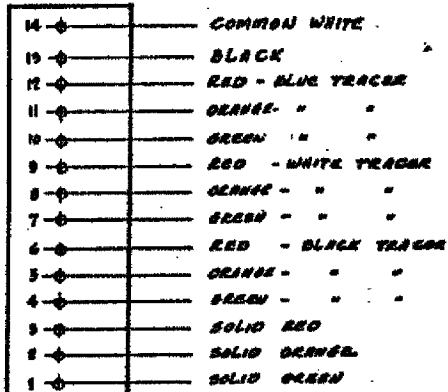 14 COMMON WHITE
13 BLACK
12 RED - BLUE TRACER
11 ORANGE - " "
10 GREEN " "
9 RED - WHITE TRACER
8 ORANGE - " "
7 GREEN - " "
6 RED - BLACK TRACER
5 ORANGE - " "
4 GREEN - " "
3 SOLID RED
2 SOLID ORANGE
1 SOLID GREEN